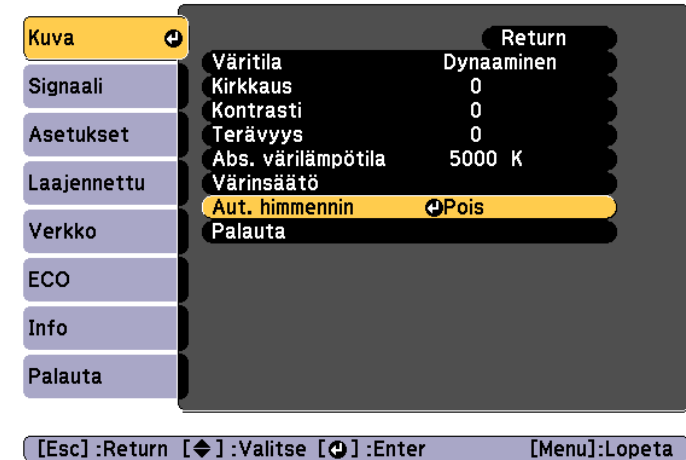 Kuva
Signaali
Asetukset
Laajennettu
Verkko
ECO
Info
Palauta
Return
Väritila Dynaaminen
Kirkkaus 0
Kontrasti 0
Terävyys 0
Abs. värilämpötila 5000 K
Värinsäätö
Aut. himmennin Pois
Palauta
[Esc] :Return [] :Valitse [] :Enter [Menu]:Lopeta